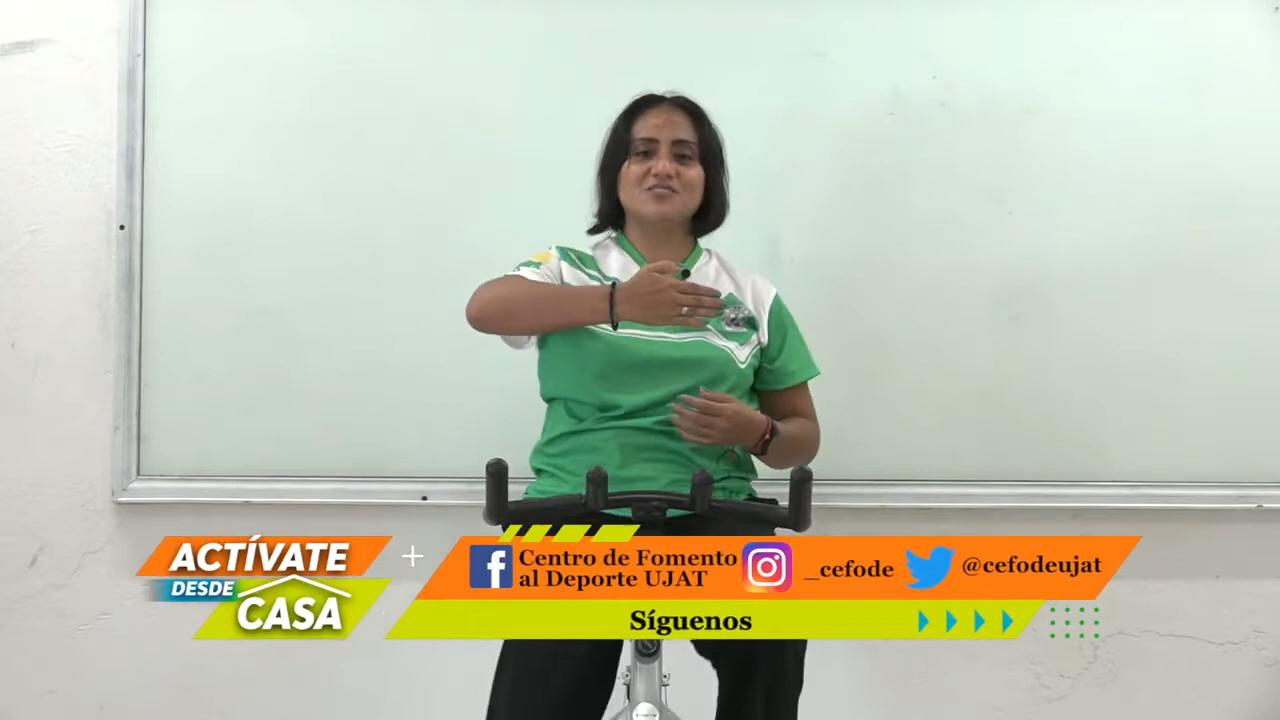 ACTÍVATE
DESDE
CASA
Centro de Fomento
al Deporte UJAT
_cefode
@cefodeujat
Síguenos